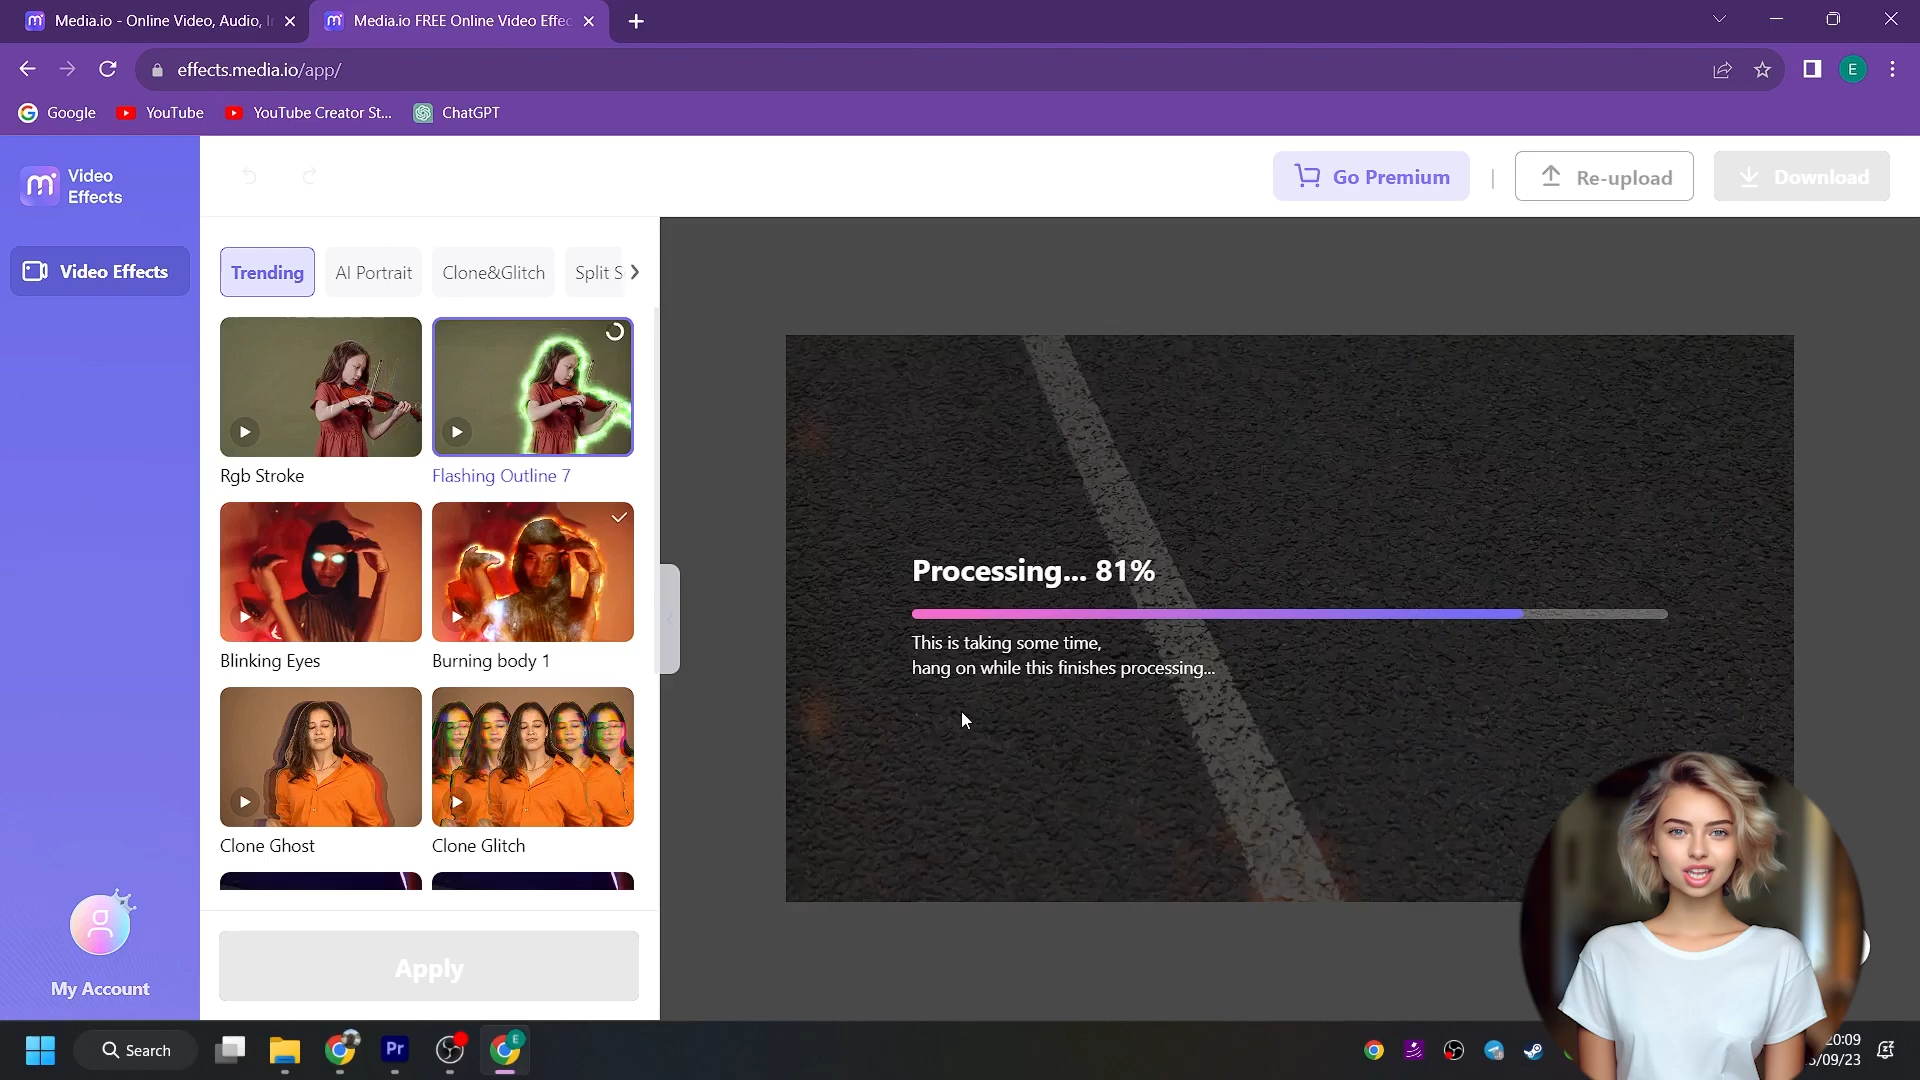 Media.io - Online Video, Audio, I
Media.io FREE Online Video Effec
effects.media.io/app/
E
Google
YouTube
YouTube Creator St...
ChatGPT
Video
Effects
Go Premium
Re-upload
Download
Video Effects
Trending
AI Portrait
Clone&Glitch
Split S
Rgb Stroke
Flashing Outline 7
Blinking Eyes
Burning body 1
Clone Ghost
Clone Glitch
Processing... 81%
This is taking some time,
hang on while this finishes processing...
Apply
My Account
Search
Pr
E
20:09
/09/23